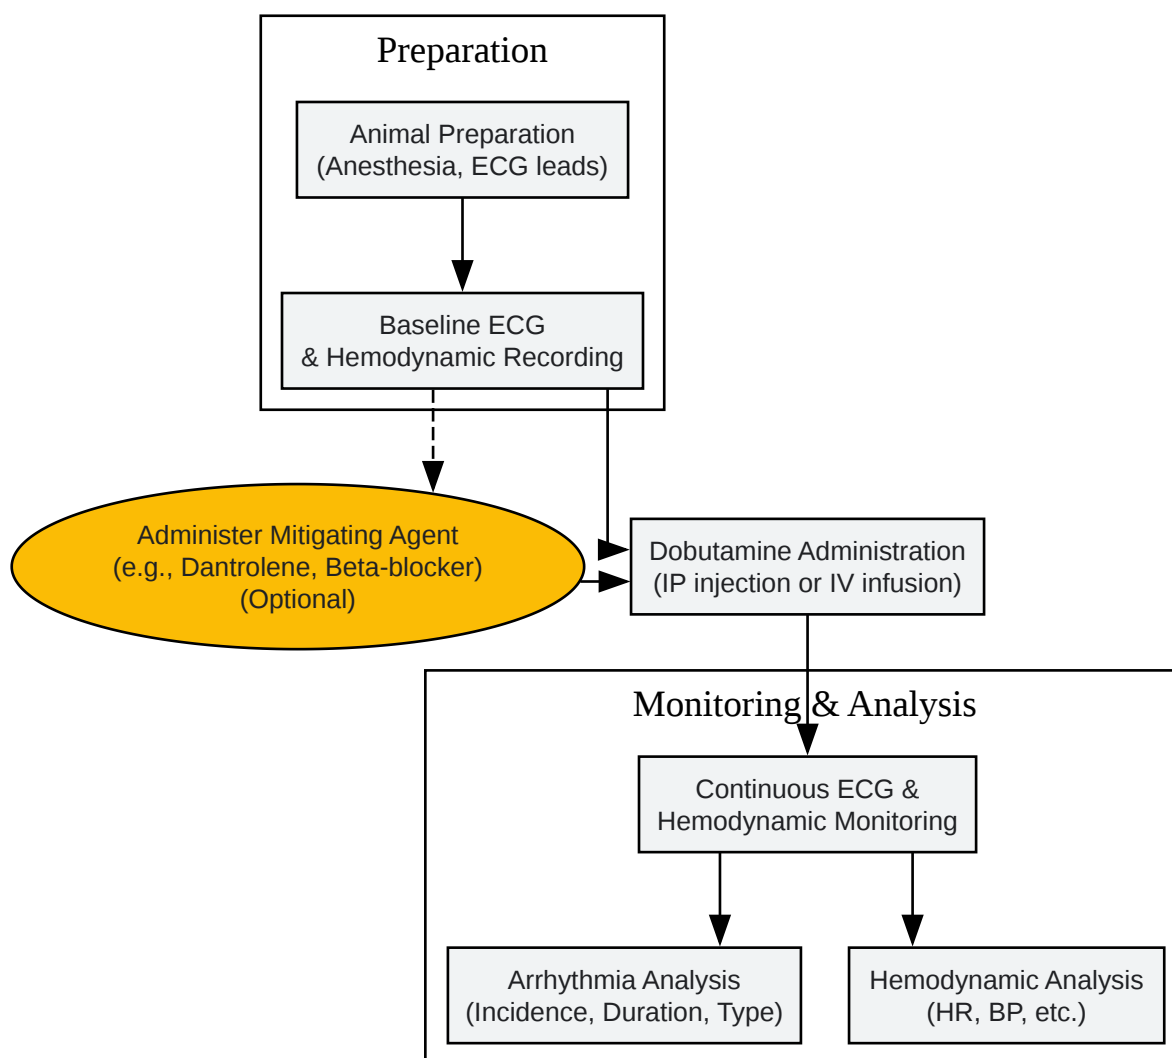 Preparation
Animal Preparation
(Anesthesia, ECG leads)
Baseline ECG
& Hemodynamic Recording
Administer Mitigating Agent
(e.g., Dantrolene, Beta-blocker)
(Optional)
Dobutamine Administration
(IP injection or IV infusion)
Monitoring & Analysis
Continuous ECG &
Hemodynamic Monitoring
Arrhythmia Analysis
(Incidence, Duration, Type)
Hemodynamic Analysis
(HR, BP, etc.)